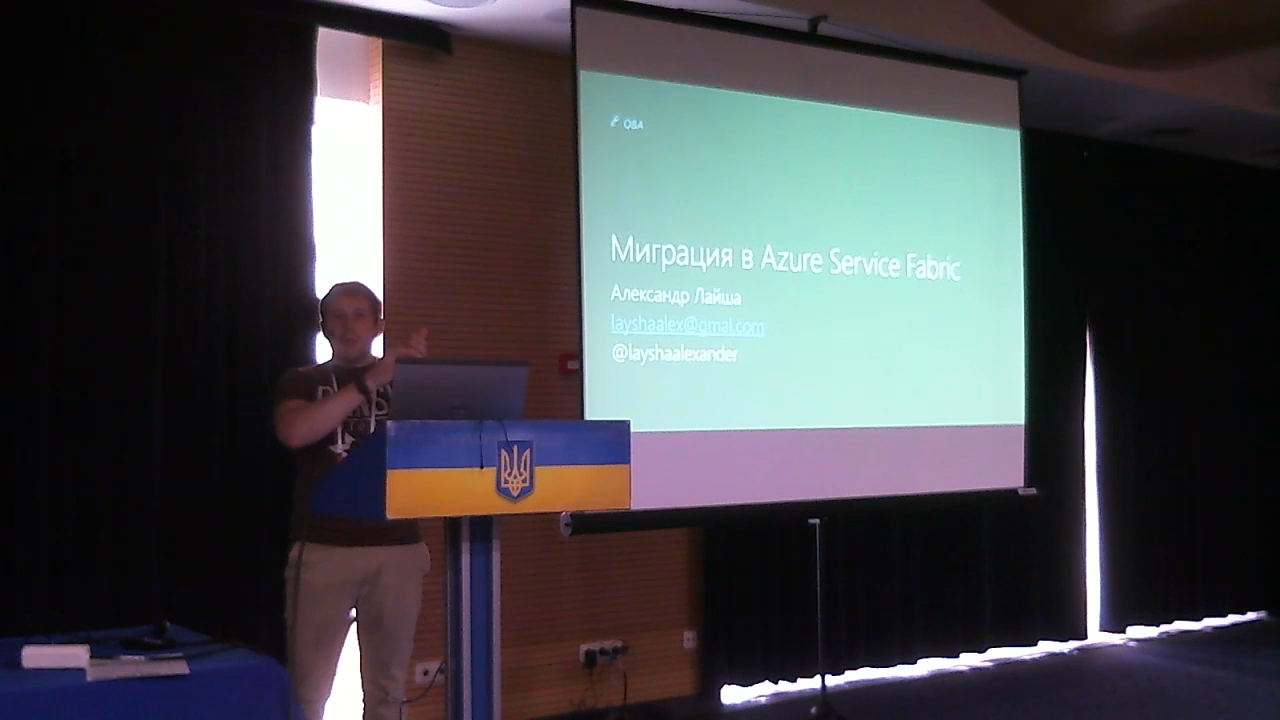 Q&A
Миграция в Azure Service Fabric
Александр Лайша
layshaalex@gmal.com
@layshaalexander